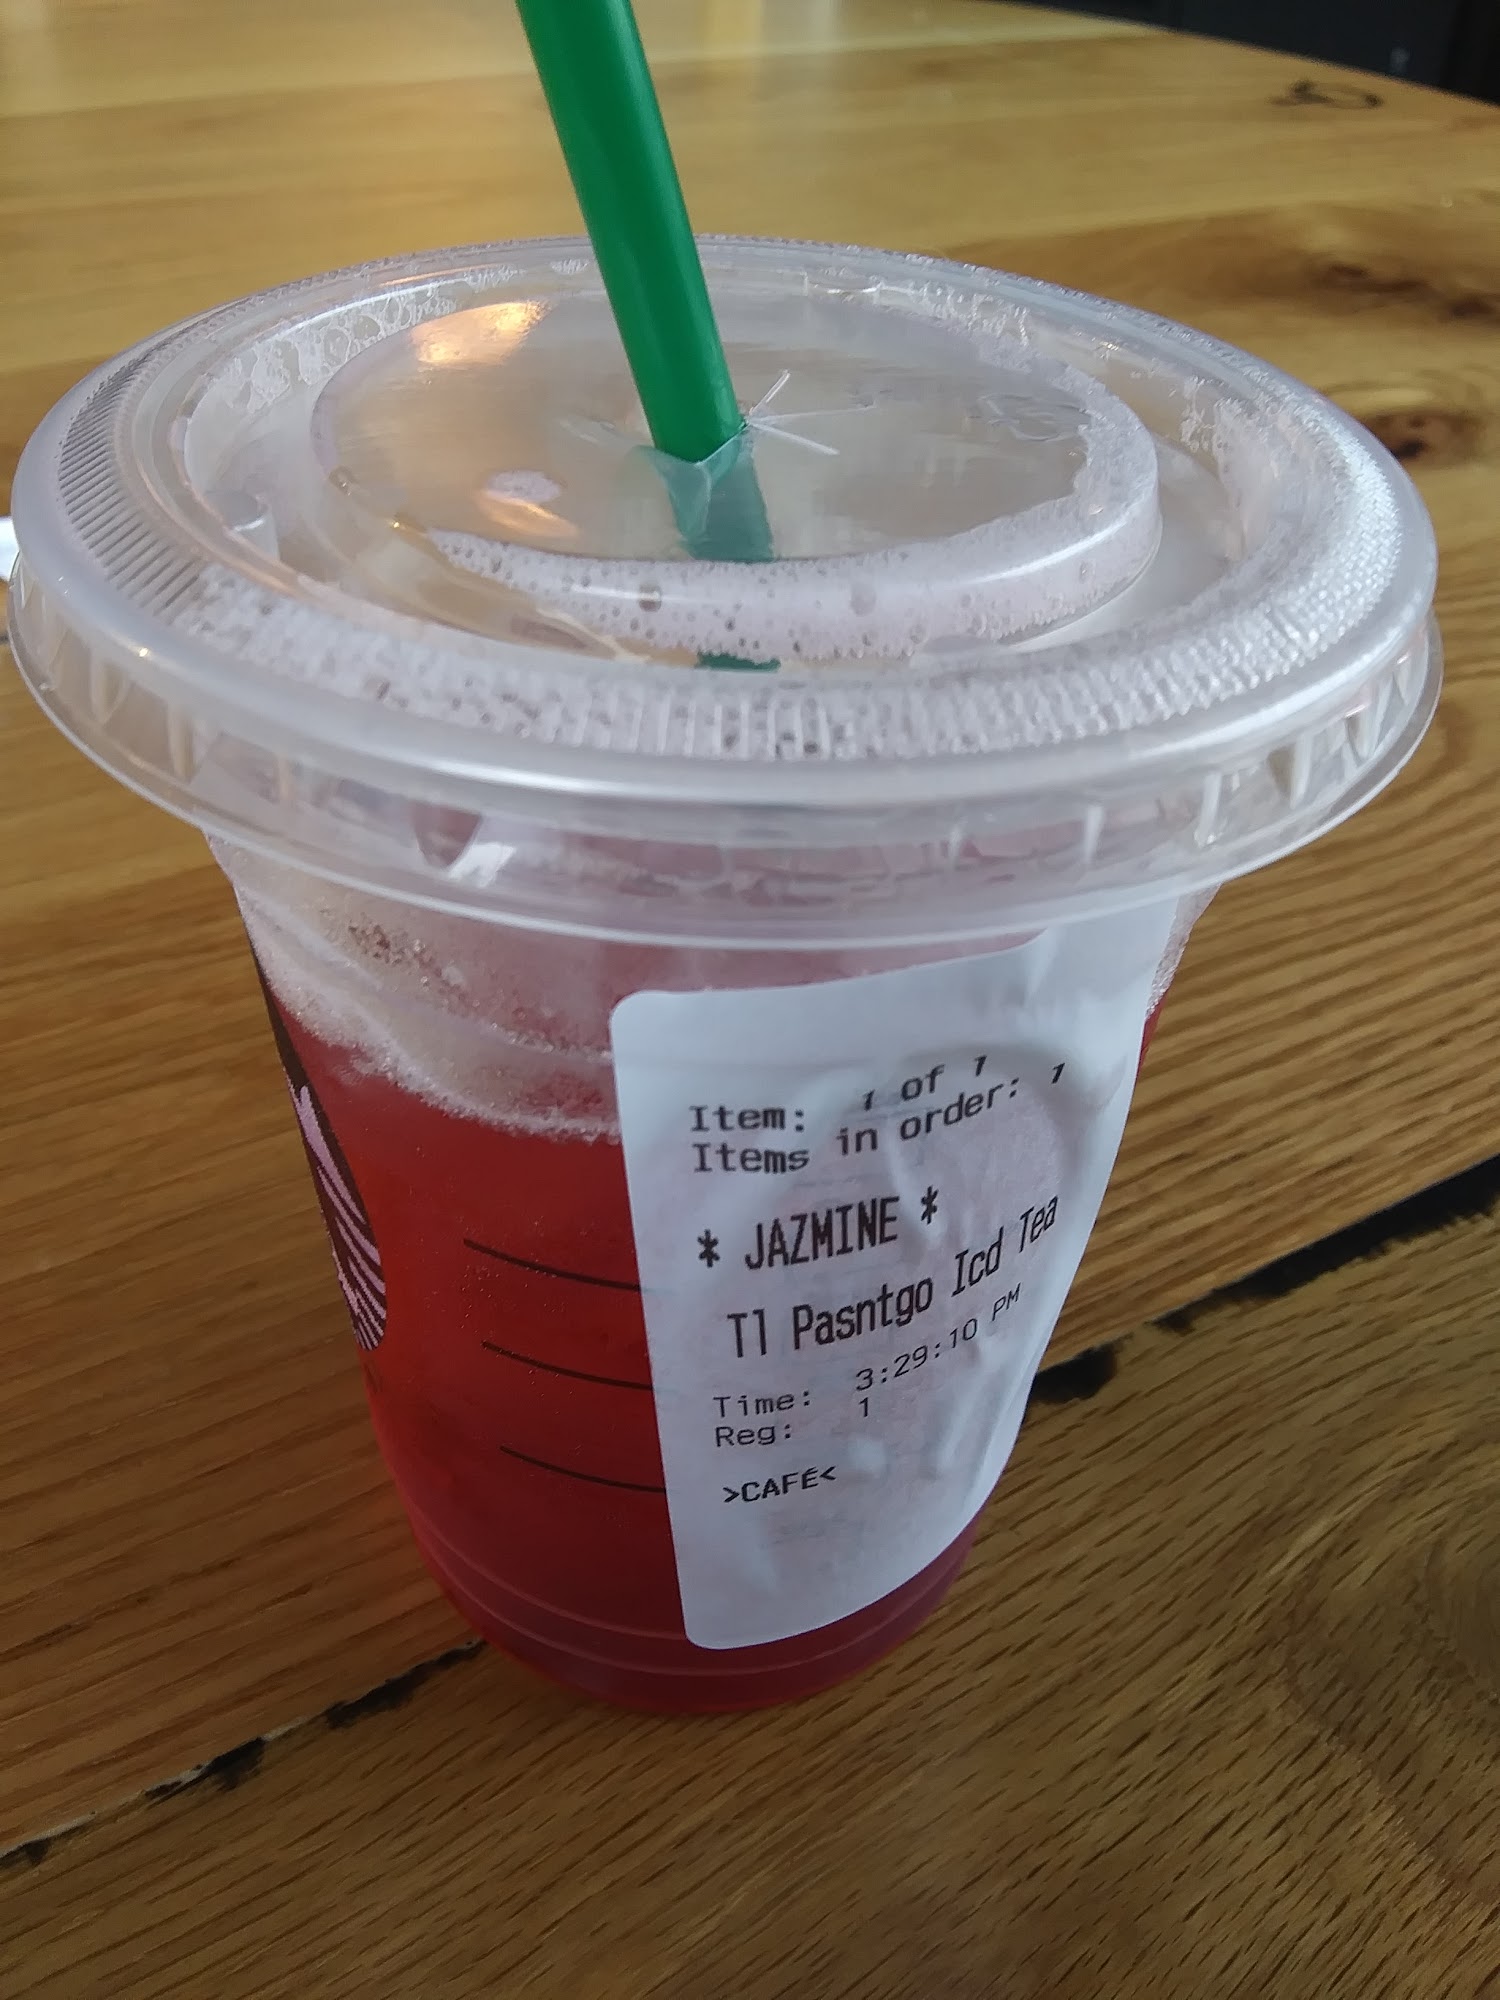 Item: 1 of 1
Items in order: 1
* JAZMINE *
Tl Pasntgo Icd Tea
Time: 3:29:10 PM
Reg: 1
>CAFÉ<